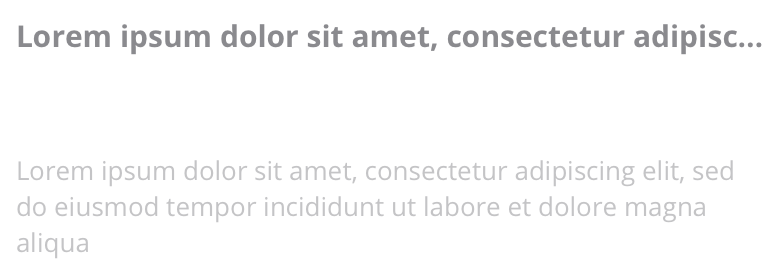 Lorem ipsum dolor sit amet, consectetur adipisc...
Lorem ipsum dolor sit amet, consectetur adipiscing elit, sed
do eiusmod tempor incididunt ut labore et dolore magna
aliqua